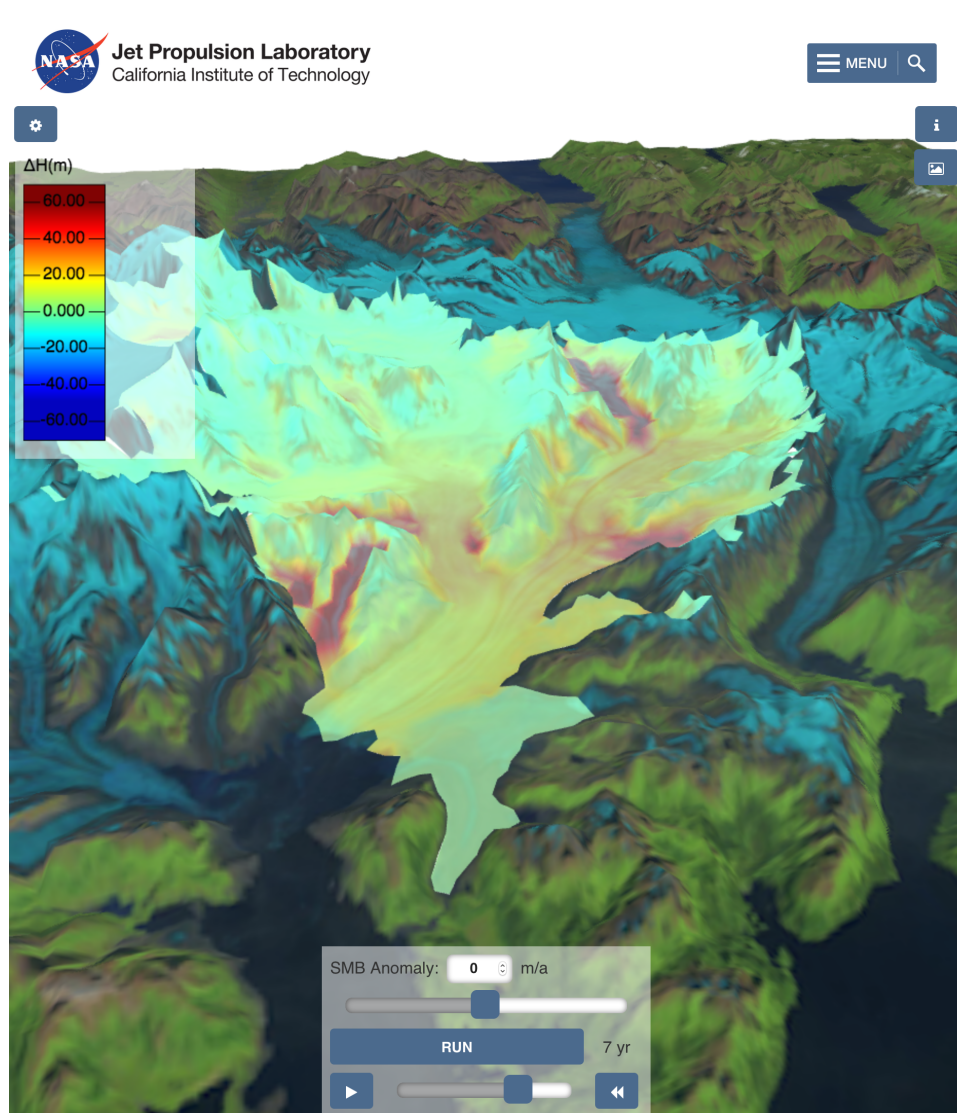 NASA
Jet Propulsion Laboratory
California Institute of Technology
MENU
i
ΔH(m)
60.00
40.00
20.00
0.000
-20.00
-40.00
-60.00
SMB Anomaly: 0 m/a
RUN 7 yr